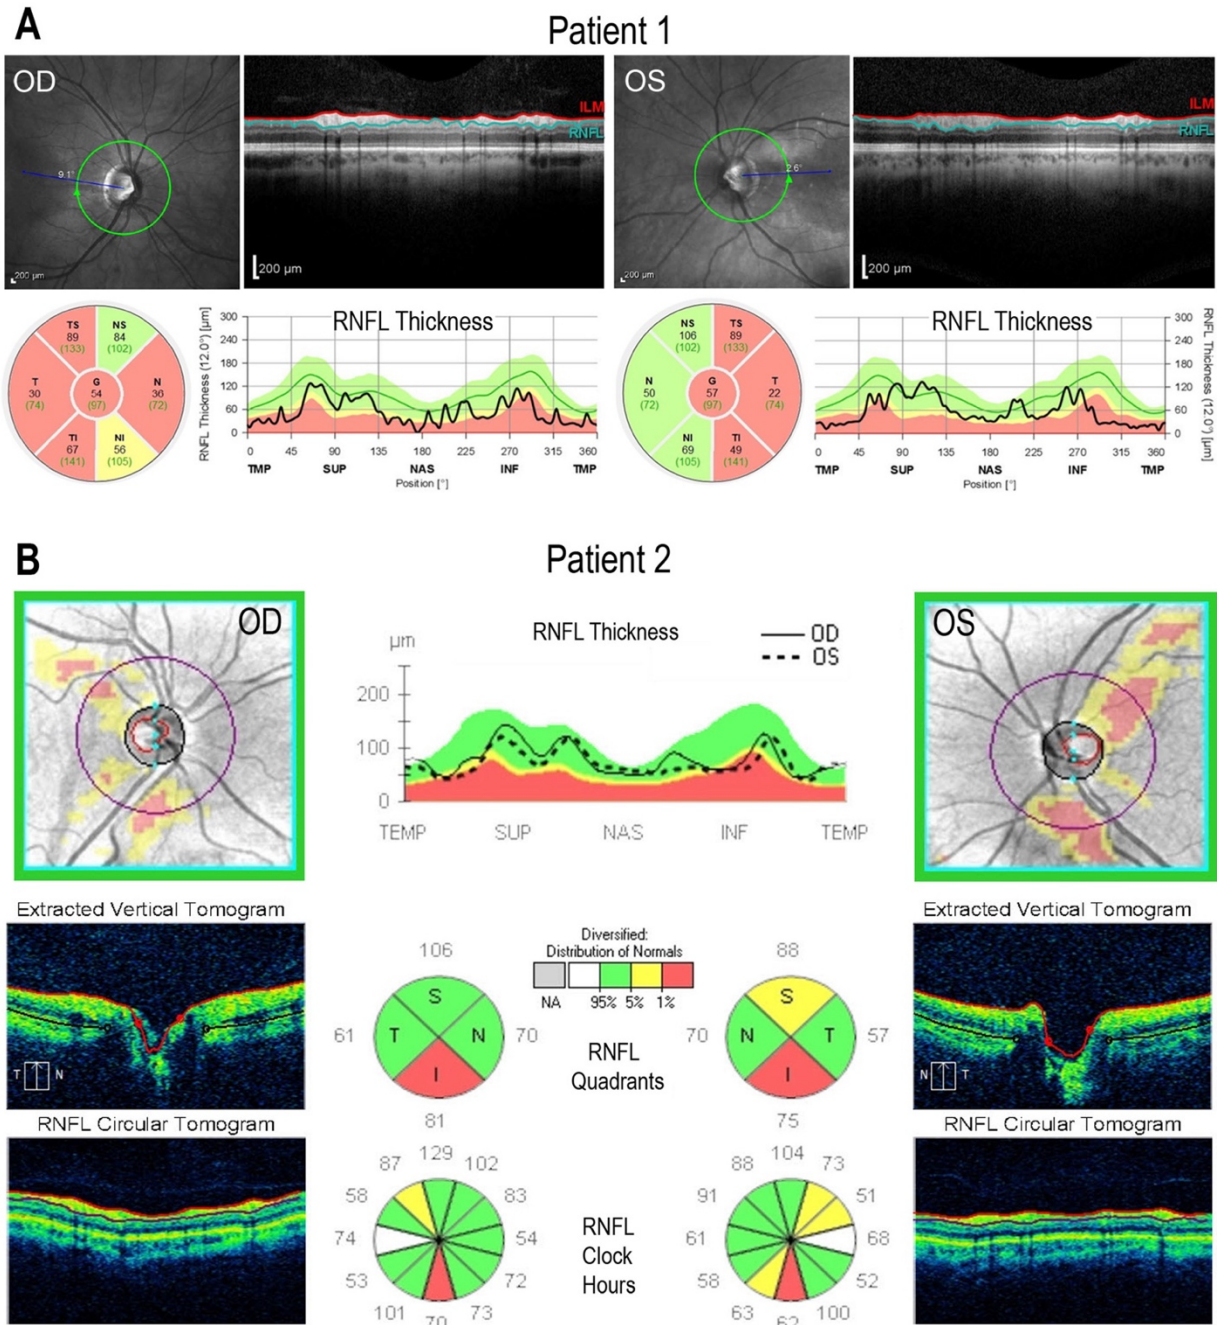 A
Patient 1
OD
9.1°
200 µm
ILM
RNFL
200 µm
OS
2.6°
200 µm
ILM
RNFL
200 µm
TS
89
(133)
NS
84
(102)
T
30
(74)
G
54
(97)
N
36
(72)
TI
67
(141)
NI
56
(105)
RNFL Thickness (12.0°) [µm]
RNFL Thickness
300
240
180
120
60
0
0 45 90 135 180 225 270 315 360
TMP SUP NAS INF TMP
Position [°]
NS
106
(102)
TS
89
(133)
N
50
(72)
G
57
(97)
T
22
(74)
NI
69
(105)
TI
49
(141)
RNFL Thickness
300
240
180
120
60
0
RNFL Thickness (12.0°) [µm]
0 45 90 135 180 225 270 315 360
TMP SUP NAS INF TMP
Position [°]
B
Patient 2
OD
µm
RNFL Thickness
OD
OS
200
100
0
TEMP SUP NAS INF TEMP
OS
Extracted Vertical Tomogram
T N
RNFL Circular Tomogram
106
S
61 T N 70
I
81
Diversified:
Distribution of Normals
NA 95% 5% 1%
RNFL
Quadrants
88
S
70 N T 57
I
75
129
87 102
58 83
74 54
53 72
101 73
70
RNFL
Clock
Hours
104
88 73
91 51
61 68
58 52
63 100
62
Extracted Vertical Tomogram
N T
RNFL Circular Tomogram